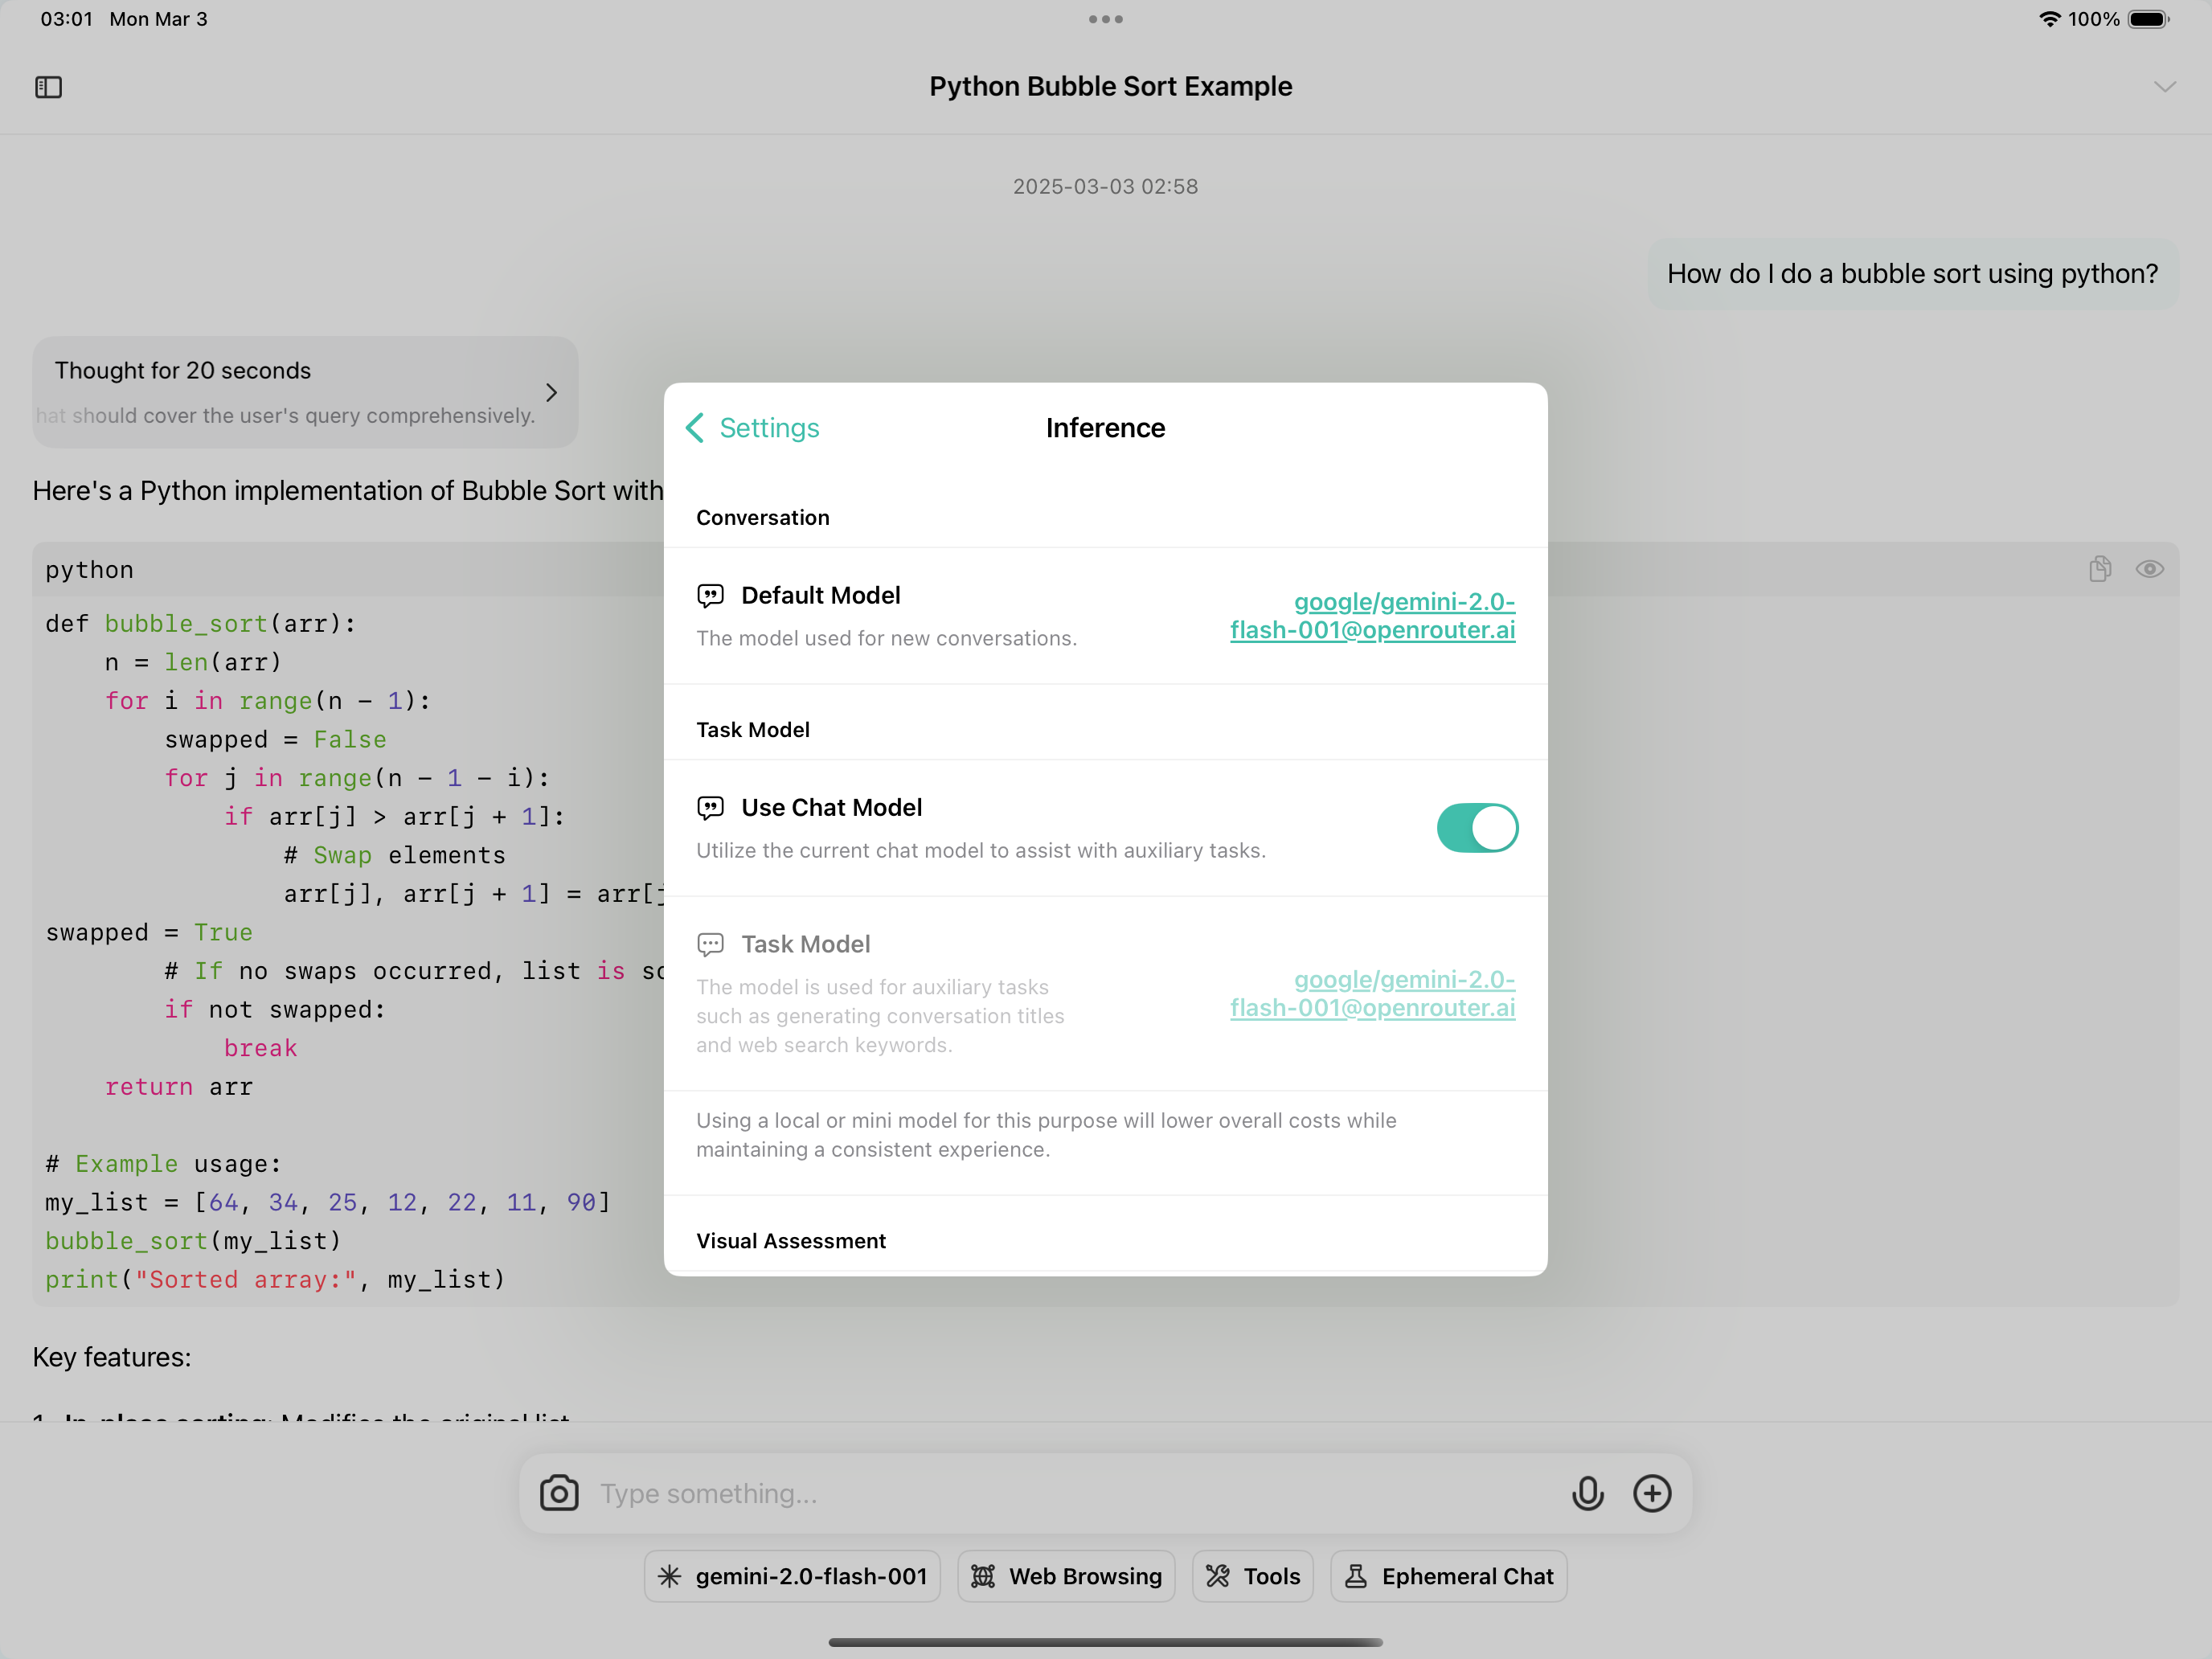 03:01 Mon Mar 3
100%
Python Bubble Sort Example
2025-03-03 02:58
How do I do a bubble sort using python?
Thought for 20 seconds
hat should cover the user's query comprehensively.
Here's a Python implementation of Bubble Sort with
python
def bubble_sort(arr):
    n = len(arr)
    for i in range(n - 1):
        swapped = False
        for j in range(n - 1 - i):
            if arr[j] > arr[j + 1]:
                # Swap elements
                arr[j], arr[j + 1] = arr[j
swapped = True
        # If no swaps occurred, list is so
        if not swapped:
            break
    return arr
# Example usage:
my_list = [64, 34, 25, 12, 22, 11, 90]
bubble_sort(my_list)
print("Sorted array:", my_list)
Key features:
1. In-place sorting: Modifies the original list
Settings
Inference
Conversation
Default Model
The model used for new conversations.
google/gemini-2.0-
flash-001@openrouter.ai
Task Model
Use Chat Model
Utilize the current chat model to assist with auxiliary tasks.
Task Model
The model is used for auxiliary tasks
such as generating conversation titles
and web search keywords.
google/gemini-2.0-
flash-001@openrouter.ai
Using a local or mini model for this purpose will lower overall costs while
maintaining a consistent experience.
Visual Assessment
Type something...
gemini-2.0-flash-001
Web Browsing
Tools
Ephemeral Chat